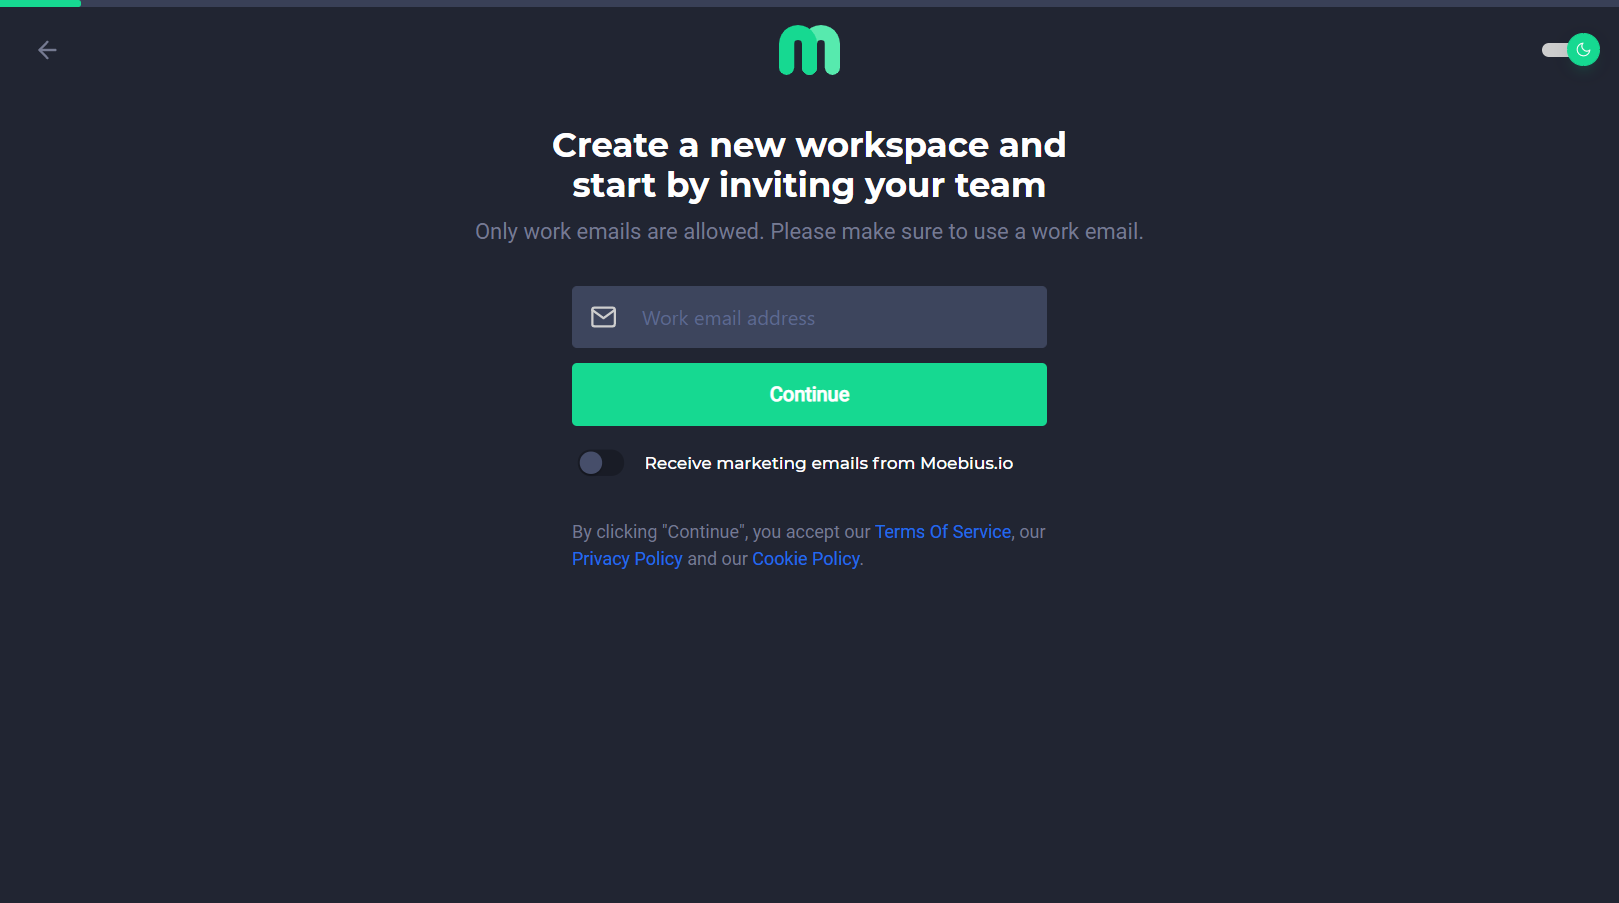 Create a new workspace and
start by inviting your team
Only work emails are allowed. Please make sure to use a work email.
Work email address
Continue
Receive marketing emails from Moebius.io
By clicking "Continue", you accept our Terms Of Service, our
Privacy Policy and our Cookie Policy.